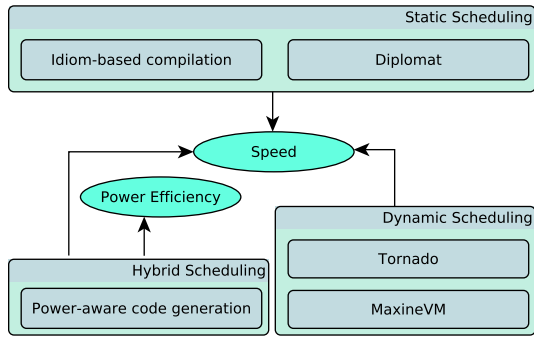 Static Scheduling
Idiom-based compilation
Diplomat
Speed
Power Efficiency
Dynamic Scheduling
Tornado
MaxineVM
Hybrid Scheduling
Power-aware code generation